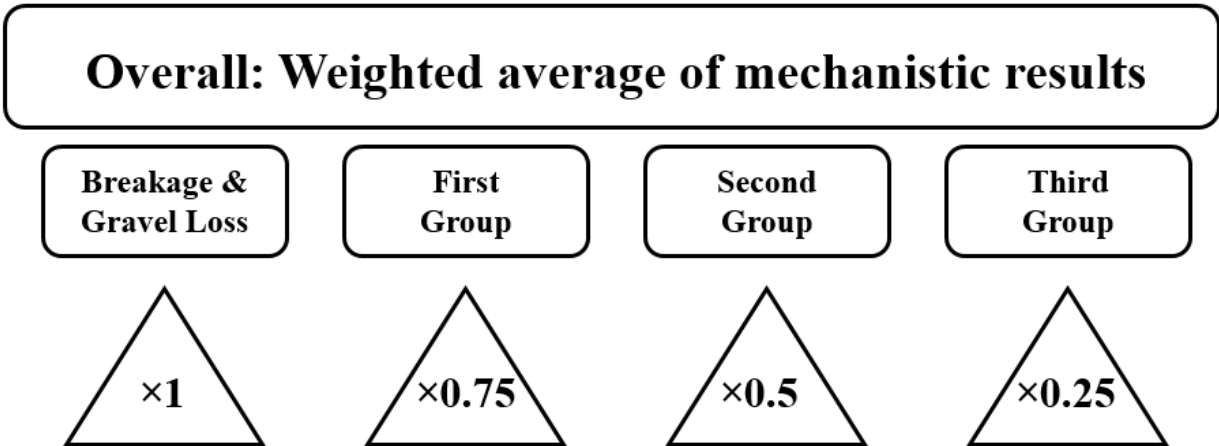 Overall: Weighted average of mechanistic results
Breakage &
Gravel Loss
First
Group
Second
Group
Third
Group
×1
×0.75
×0.5
×0.25